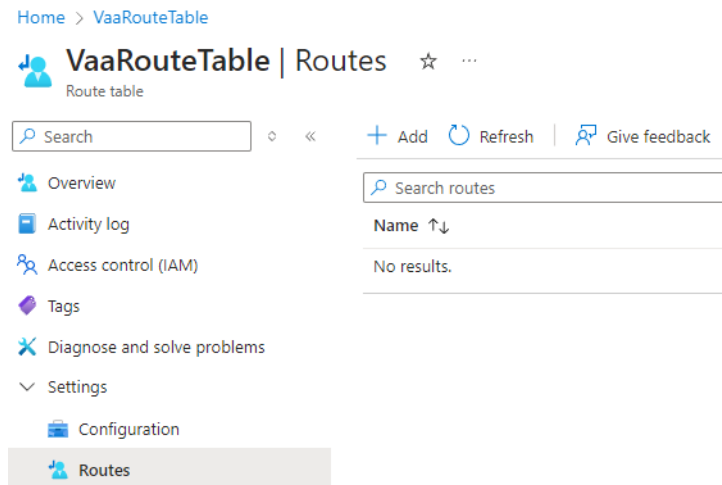 Home > VaaRouteTable
VaaRouteTable | Routes
Route table
Search
Overview
Activity log
Access control (IAM)
Tags
Diagnose and solve problems
Settings
Configuration
Routes
Add Refresh Give feedback
Search routes
Name
No results.